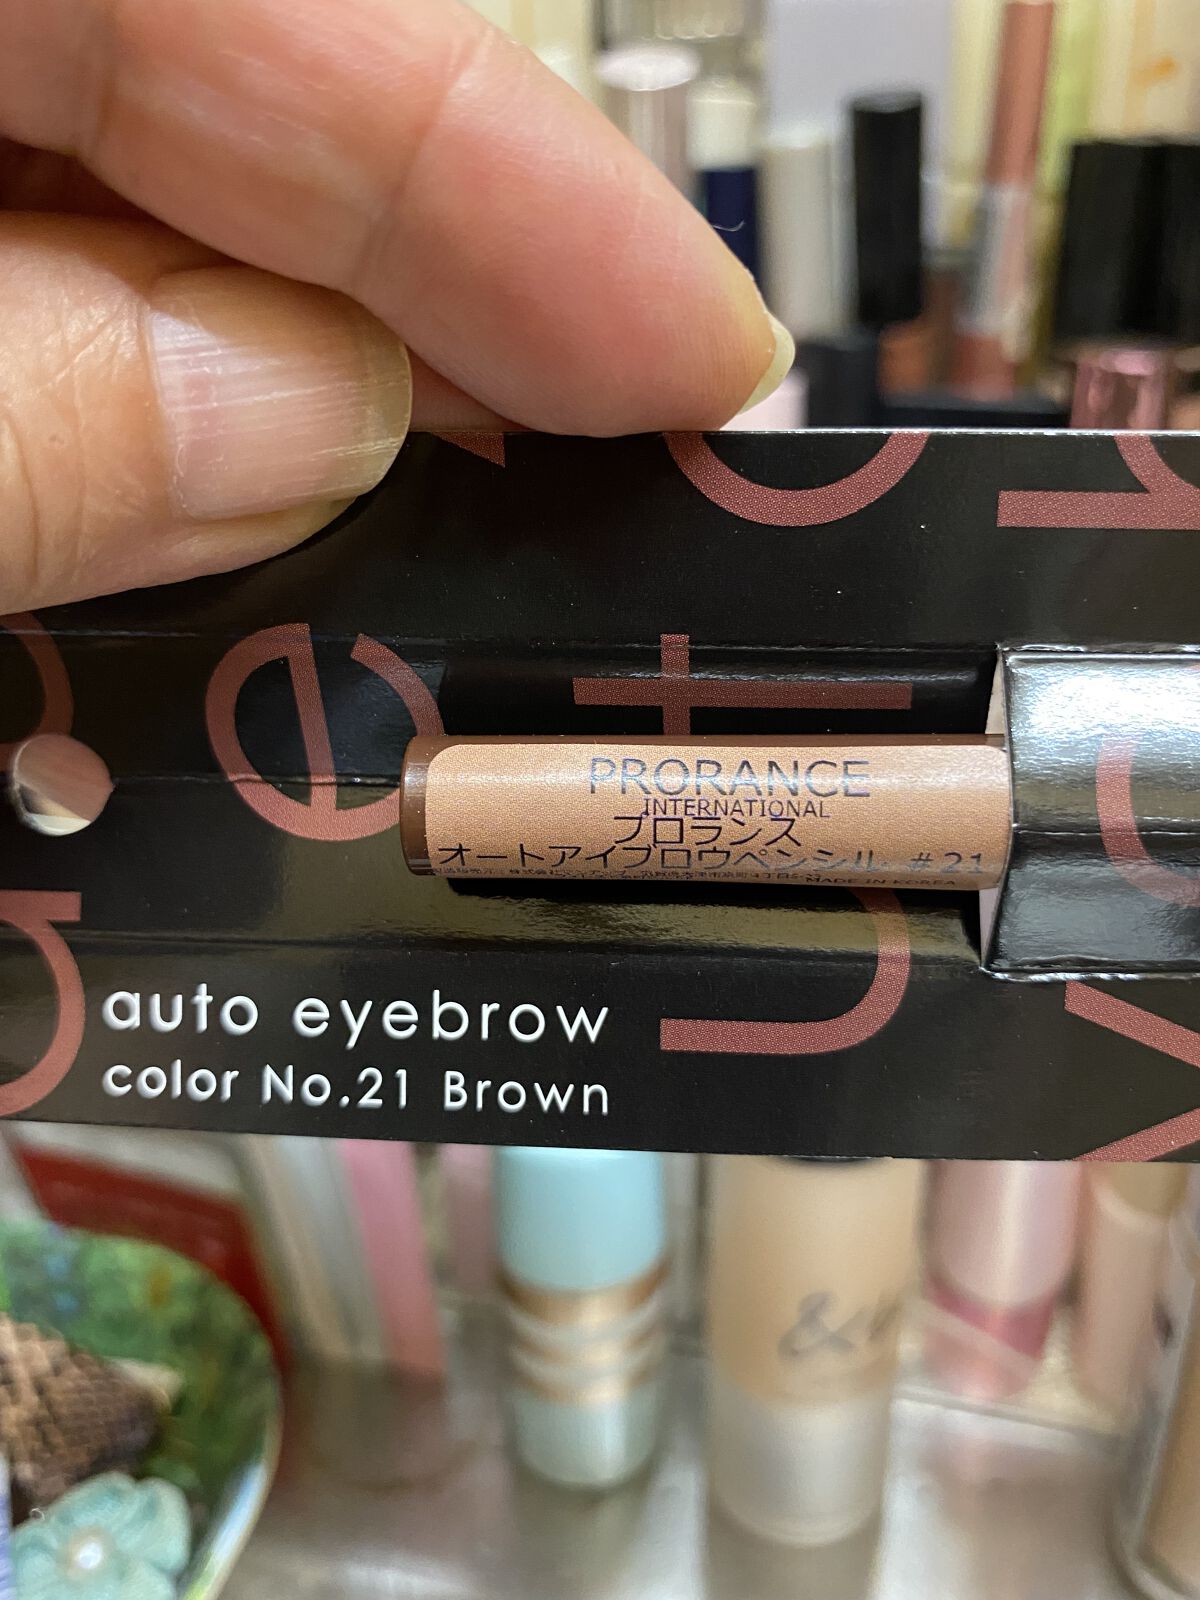 PRORANCE
INTERNATIONAL
プロランス
オートアイブロウペンシル #21
MADE IN KOREA
auto eyebrow
color No.21 Brown
&